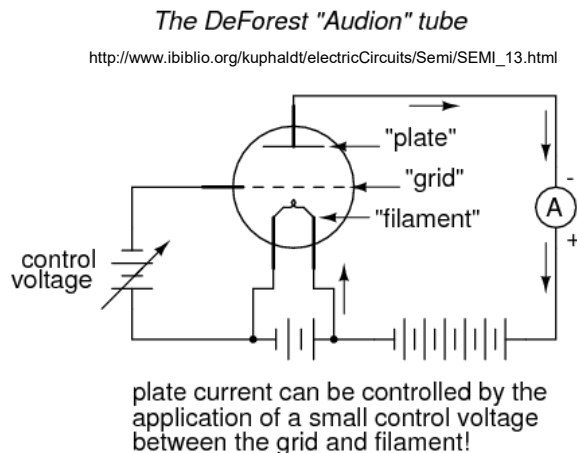 The DeForest "Audion" tube
http://www.ibiblio.org/kuphaldt/electricCircuits/Semi/SEMI_13.html
"plate"
"grid"
"filament"
-
A
+
control
voltage
plate current can be controlled by the
application of a small control voltage
between the grid and filament!